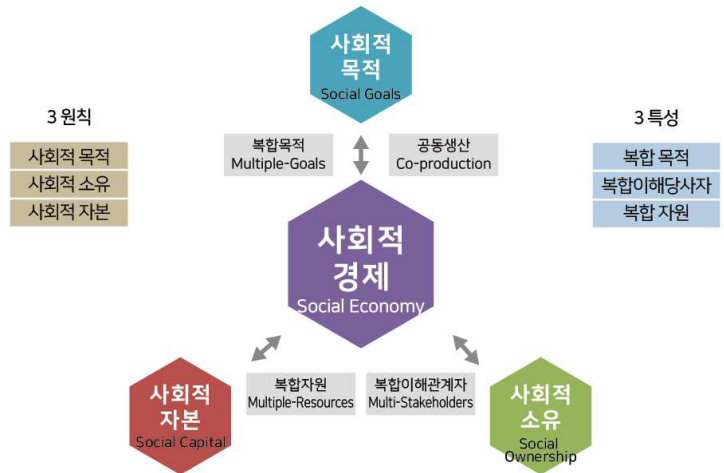 사회적
목적
Social Goals
3 원칙
사회적 목적
사회적 소유
사회적 자본
3 특성
복합 목적
복합이해당사자
복합 자원
복합목적
Multiple-Goals
공동생산
Co-production
사회적
경제
Social Economy
복합자원
Multiple-Resources
복합이해관계자
Multi-Stakeholders
사회적
자본
Social Capital
사회적
소유
Social
Ownership